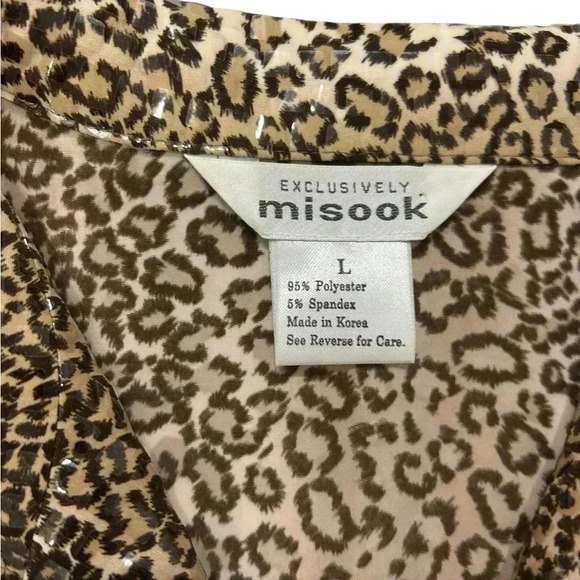 EXCLUSIVELY
misook
L
95% Polyester
5% Spandex
Made in Korea
See Reverse for Care.